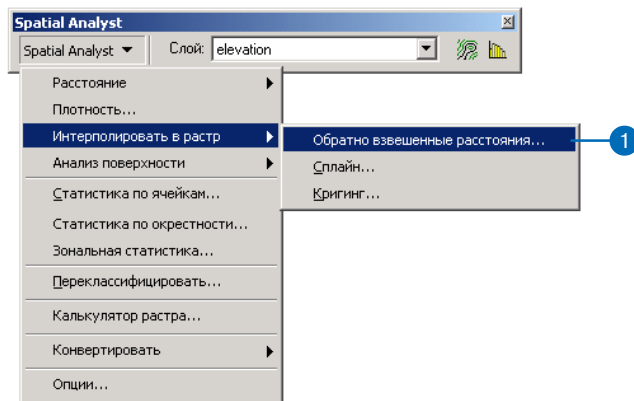 Spatial Analyst
Spatial Analyst Слой: elevation
Расстояние
Плотность...
Интерполировать в растр
Обратно взвешенные расстояния... 1
Анализ поверхности
Сплайн...
Статистика по ячейкам...
Кригинг...
Статистика по окрестности...
Зональная статистика...
Переклассифицировать...
Калькулятор растра...
Конвертировать
Опции...